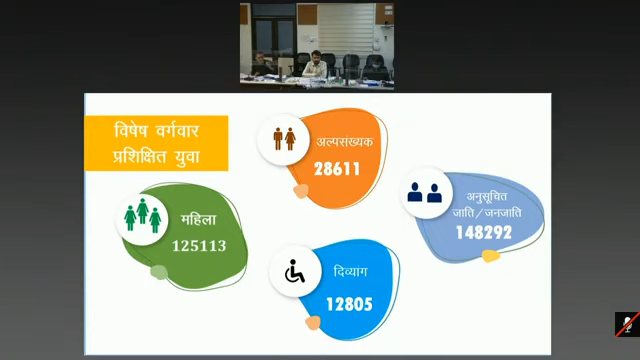 विषेष वर्गवार
प्रशिक्षित युवा
अल्पसंख्यक
28611
महिला
125113
अनुसूचित
जाति/जनजाति
148292
दिव्याग
12805